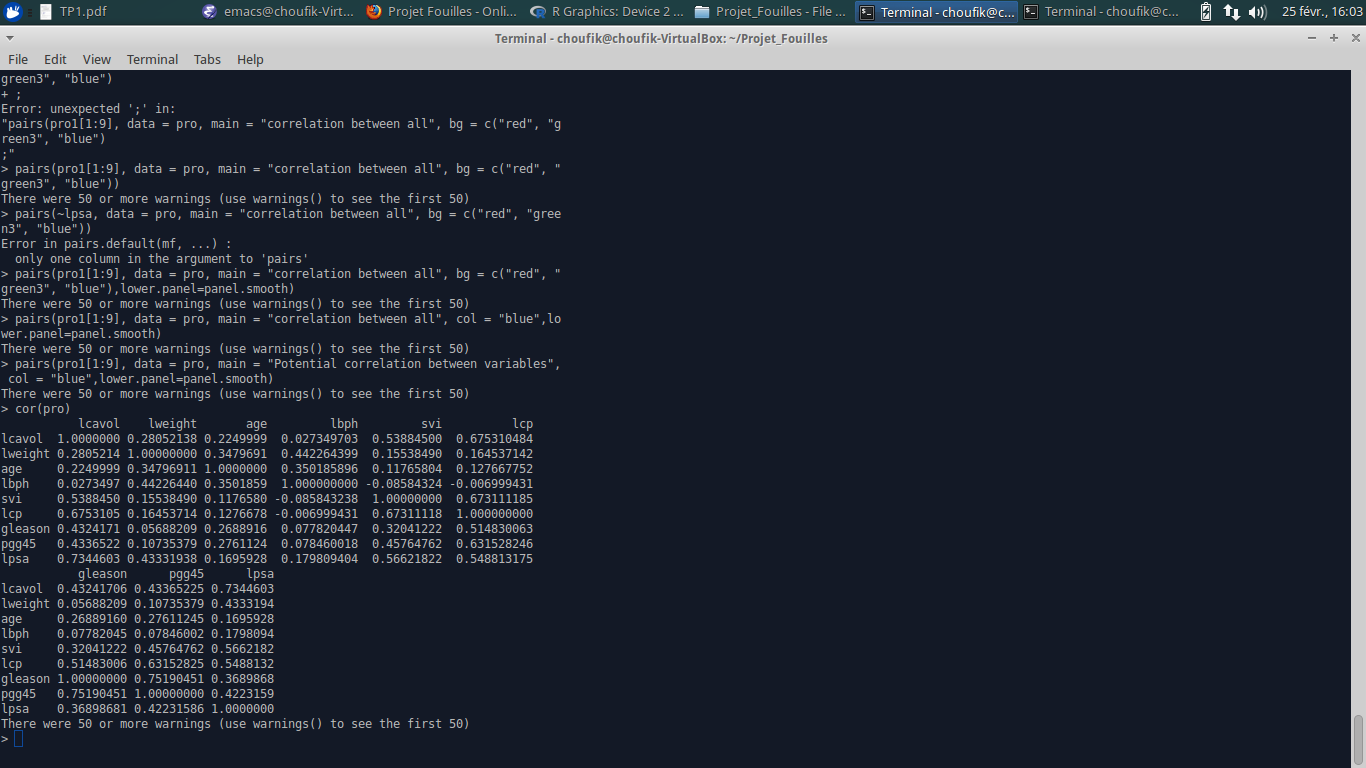 TP1.pdf
emacs@choufik-Virt...
Projet Fouilles - Onli...
R Graphics: Device 2 ...
Projet_Fouilles - File ...
Terminal - choufik@c...
Terminal - choufik@c...
25 févr., 16:03
Terminal - choufik@choufik-VirtualBox: ~/Projet_Fouilles
File Edit View Terminal Tabs Help
green3", "blue")
+ ;
Error: unexpected ';' in:
"pairs(pro1[1:9], data = pro, main = "correlation between all", bg = c("red", "g
reen3", "blue")
;"
> pairs(pro1[1:9], data = pro, main = "correlation between all", bg = c("red", "
green3", "blue"))
There were 50 or more warnings (use warnings() to see the first 50)
> pairs(~lpsa, data = pro, main = "correlation between all", bg = c("red", "gree
n3", "blue"))
Error in pairs.default(mf, ...) :
  only one column in the argument to 'pairs'
> pairs(pro1[1:9], data = pro, main = "correlation between all", bg = c("red", "
green3", "blue"),lower.panel=panel.smooth)
There were 50 or more warnings (use warnings() to see the first 50)
> pairs(pro1[1:9], data = pro, main = "correlation between all", col = "blue",lo
wer.panel=panel.smooth)
There were 50 or more warnings (use warnings() to see the first 50)
> pairs(pro1[1:9], data = pro, main = "Potential correlation between variables",
 col = "blue",lower.panel=panel.smooth)
There were 50 or more warnings (use warnings() to see the first 50)
> cor(pro)
           lcavol    lweight       age         lbph         svi          lcp
lcavol  1.0000000 0.28052138 0.2249999  0.027349703  0.53884500  0.675310484
lweight 0.2805214 1.00000000 0.3479691  0.442264399  0.15538490  0.164537142
age     0.2249999 0.34796911 1.0000000  0.350185896  0.11765804  0.127667752
lbph    0.0273497 0.44226440 0.3501859  1.000000000 -0.08584324 -0.006999431
svi     0.5388450 0.15538490 0.1176580 -0.085843238  1.00000000  0.673111185
lcp     0.6753105 0.16453714 0.1276678 -0.006999431  0.67311118  1.000000000
gleason 0.4324171 0.05688209 0.2688916  0.077820447  0.32041222  0.514830063
pgg45   0.4336522 0.10735379 0.2761124  0.078460018  0.45764762  0.631528246
lpsa    0.7344603 0.43331938 0.1695928  0.179809404  0.56621822  0.548813175
           gleason      pgg45      lpsa
lcavol  0.43241706 0.43365225 0.7344603
lweight 0.05688209 0.10735379 0.4333194
age     0.26889160 0.27611245 0.1695928
lbph    0.07782045 0.07846002 0.1798094
svi     0.32041222 0.45764762 0.5662182
lcp     0.51483006 0.63152825 0.5488132
gleason 1.00000000 0.75190451 0.3689868
pgg45   0.75190451 1.00000000 0.4223159
lpsa    0.36898681 0.42231586 1.0000000
There were 50 or more warnings (use warnings() to see the first 50)
>